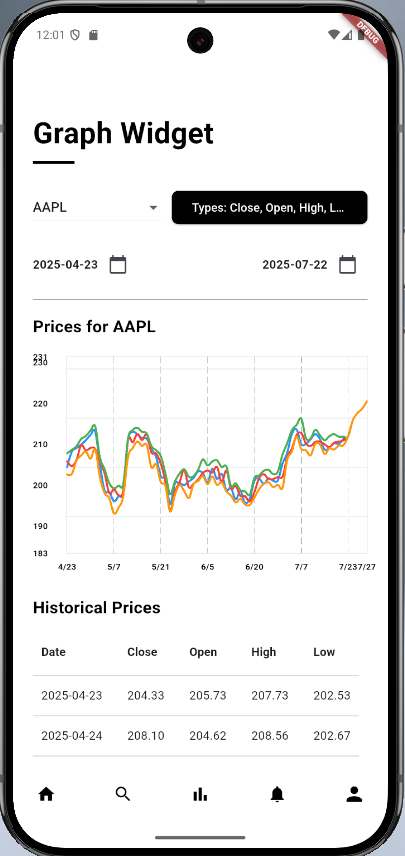 12:01
DEBUG
Graph Widget
AAPL
Types: Close, Open, High, L...
2025-04-23
2025-07-22
Prices for AAPL
231
230
220
210
200
190
183
4/23 5/7 5/21 6/5 6/20 7/7 7/237/27
Historical Prices
Date Close Open High Low
2025-04-23 204.33 205.73 207.73 202.53
2025-04-24 208.10 204.62 208.56 202.67